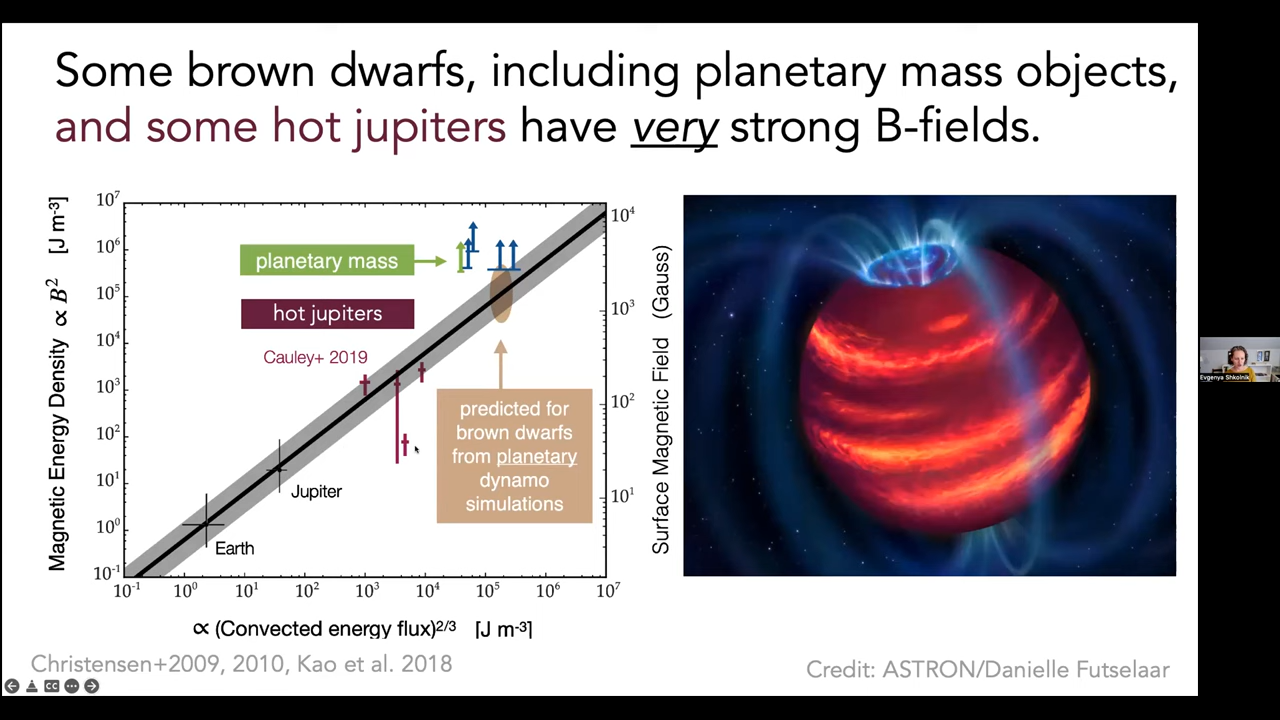 Some brown dwarfs, including planetary mass objects,
and some hot jupiters have very strong B-fields.
Magnetic Energy Density ∝ B² [J m⁻³]
10⁷
10⁶
10⁵
10⁴
10³
10²
10¹
10⁰
10⁻¹
planetary mass
hot jupiters
Cauley+ 2019
predicted for
brown dwarfs
from planetary
dynamo
simulations
Jupiter
Earth
10⁴
10³
10²
10¹
Surface Magnetic Field (Gauss)
10⁻¹ 10⁰ 10¹ 10² 10³ 10⁴ 10⁵ 10⁶ 10⁷
∝ (Convected energy flux)²ᐟ³ [J m⁻³]
Christensen+2009, 2010, Kao et al. 2018
Credit: ASTRON/Danielle Futselaar
CC
Evgenya Shkolnik